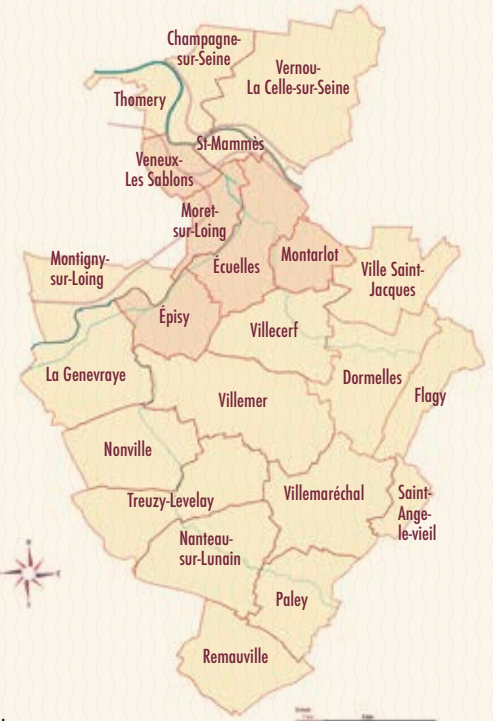 Champagne-
sur-Seine
Vernou-
La Celle-sur-Seine
Thomery
St-Mammès
Veneux-
Les Sablons
Moret-
sur-Loing
Montigny-
sur-Loing
Écuelles
Montarlot
Ville Saint-
Jacques
Épisy
Villecerf
La Genevraye
Villemer
Dormelles
Flagy
Nonville
Treuzy-Levelay
Villemaréchal
Saint-
Ange-
le-vieil
Nanteau-
sur-Lunain
Paley
Remauville